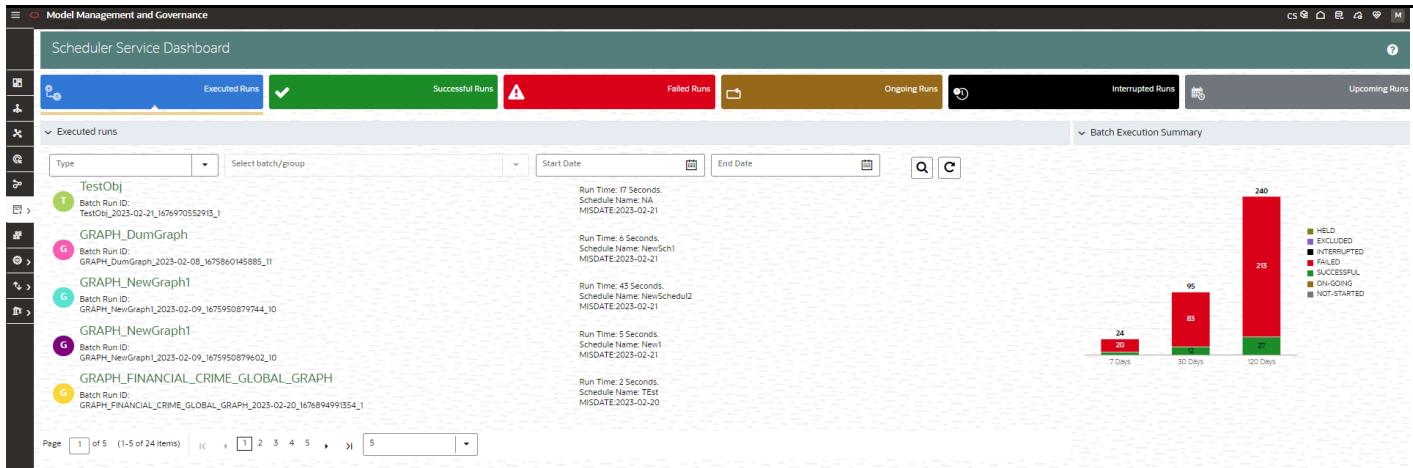 Model Management and Governance
CS
M
Scheduler Service Dashboard
?
Executed Runs
Successful Runs
Failed Runs
Ongoing Runs
Interrupted Runs
Upcoming Runs
Executed runs
Batch Execution Summary
Type
Select batch/group
Start Date
End Date
T
TestObj
Batch Run ID:
TestObj_2023-02-21_1676970552913_1
Run Time: 17 Seconds.
Schedule Name: NA
MISDATE:2023-02-21
G
GRAPH_DumGraph
Batch Run ID:
GRAPH_DumGraph_2023-02-08_1675860145885_11
Run Time: 6 Seconds.
Schedule Name: NewSch1
MISDATE:2023-02-21
G
GRAPH_NewGraph1
Batch Run ID:
GRAPH_NewGraph1_2023-02-09_1675950879744_10
Run Time: 43 Seconds.
Schedule Name: NewSchedul2
MISDATE:2023-02-21
G
GRAPH_NewGraph1
Batch Run ID:
GRAPH_NewGraph1_2023-02-09_1675950879602_10
Run Time: 5 Seconds.
Schedule Name: New1
MISDATE:2023-02-21
G
GRAPH_FINANCIAL_CRIME_GLOBAL_GRAPH
Batch Run ID:
GRAPH_FINANCIAL_CRIME_GLOBAL_GRAPH_2023-02-20_1676894991354_1
Run Time: 2 Seconds.
Schedule Name: TEst
MISDATE:2023-02-20
Page 1 of 5 (1-5 of 24 items) 1 2 3 4 5 5
240
213
27
95
83
12
24
20
7 Days
30 Days
120 Days
HELD
EXCLUDED
INTERRUPTED
FAILED
SUCCESSFUL
ON-GOING
NOT-STARTED